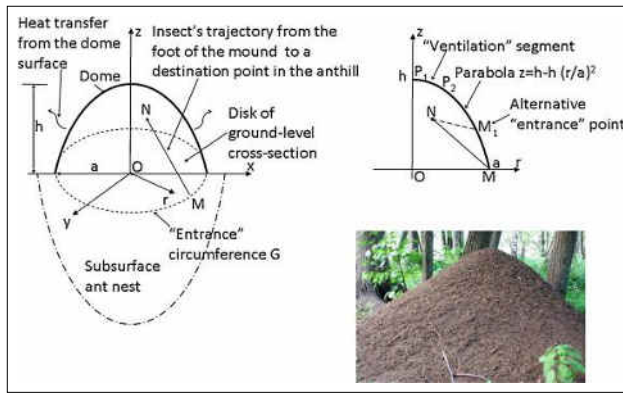 Heat transfer
from the dome
surface
z
Insect's trajectory from the
foot of the mound to a
destination point in the anthill
Dome
N
h
Disk of
ground-level
cross-section
a
O
x
r
M
y
"Entrance"
circumference G
Subsurface
ant nest
z
"Ventilation" segment
h
P1
P2
Parabola z=h-h (r/a)²
N
M1
Alternative
"entrance" point
a
r
O
M